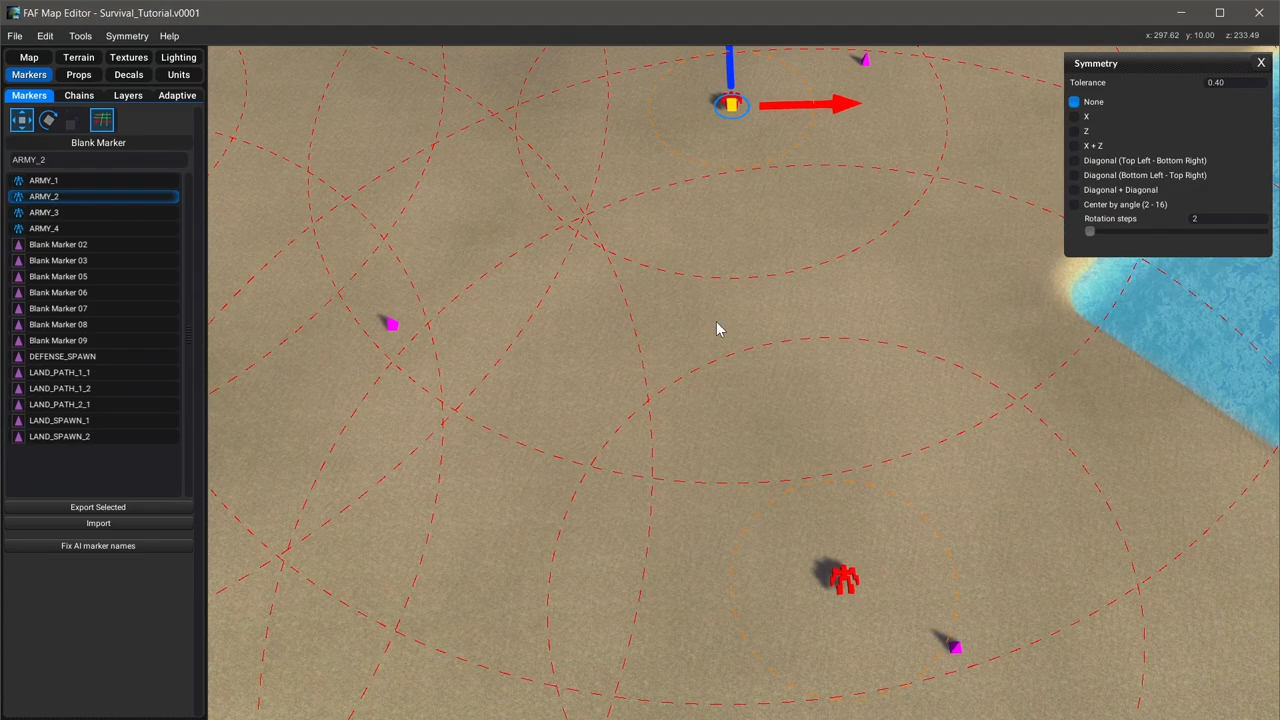 FAF Map Editor - Survival_Tutorial.v0001
File Edit Tools Symmetry Help
x: 297.62 y: 10.00 z: 233.49
Map Terrain Textures Lighting
Markers Props Decals Units
Markers Chains Layers Adaptive
Blank Marker
ARMY_2
ARMY_1
ARMY_2
ARMY_3
ARMY_4
Blank Marker 02
Blank Marker 03
Blank Marker 05
Blank Marker 06
Blank Marker 07
Blank Marker 08
Blank Marker 09
DEFENSE_SPAWN
LAND_PATH_1_1
LAND_PATH_1_2
LAND_PATH_2_1
LAND_SPAWN_1
LAND_SPAWN_2
Export Selected
Import
Fix AI marker names
Symmetry X
Tolerance 0.40
None
X
Z
X + Z
Diagonal (Top Left - Bottom Right)
Diagonal (Bottom Left - Top Right)
Diagonal + Diagonal
Center by angle (2 - 16)
Rotation steps 2